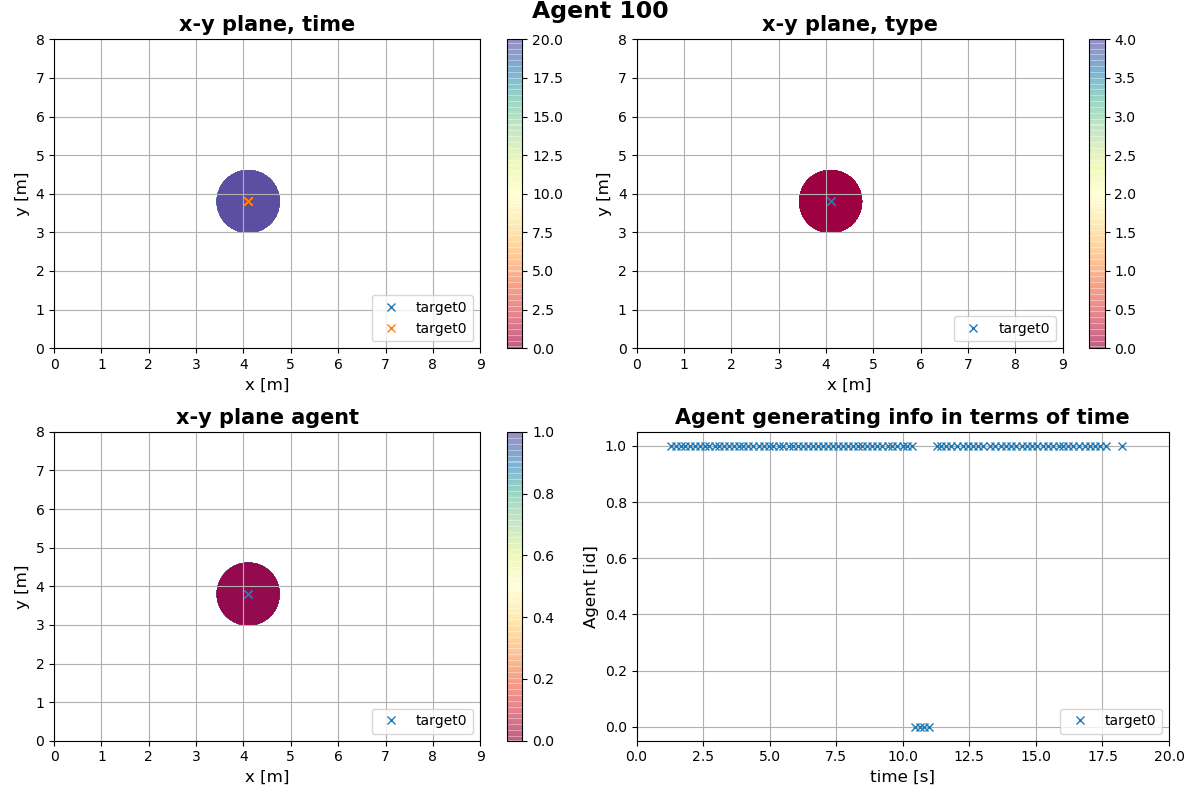 Agent 100
x-y plane, time
8
7
6
5
4
3
2
1
0
y [m]
0 1 2 3 4 5 6 7 8 9
x [m]
target0
target0
20.0
17.5
15.0
12.5
10.0
7.5
5.0
2.5
0.0
x-y plane, type
8
7
6
5
4
3
2
1
0
y [m]
0 1 2 3 4 5 6 7 8 9
x [m]
target0
4.0
3.5
3.0
2.5
2.0
1.5
1.0
0.5
0.0
x-y plane agent
8
7
6
5
4
3
2
1
0
y [m]
0 1 2 3 4 5 6 7 8 9
x [m]
target0
1.0
0.8
0.6
0.4
0.2
0.0
Agent generating info in terms of time
1.0
0.8
0.6
0.4
0.2
0.0
Agent [id]
0.0 2.5 5.0 7.5 10.0 12.5 15.0 17.5 20.0
time [s]
target0